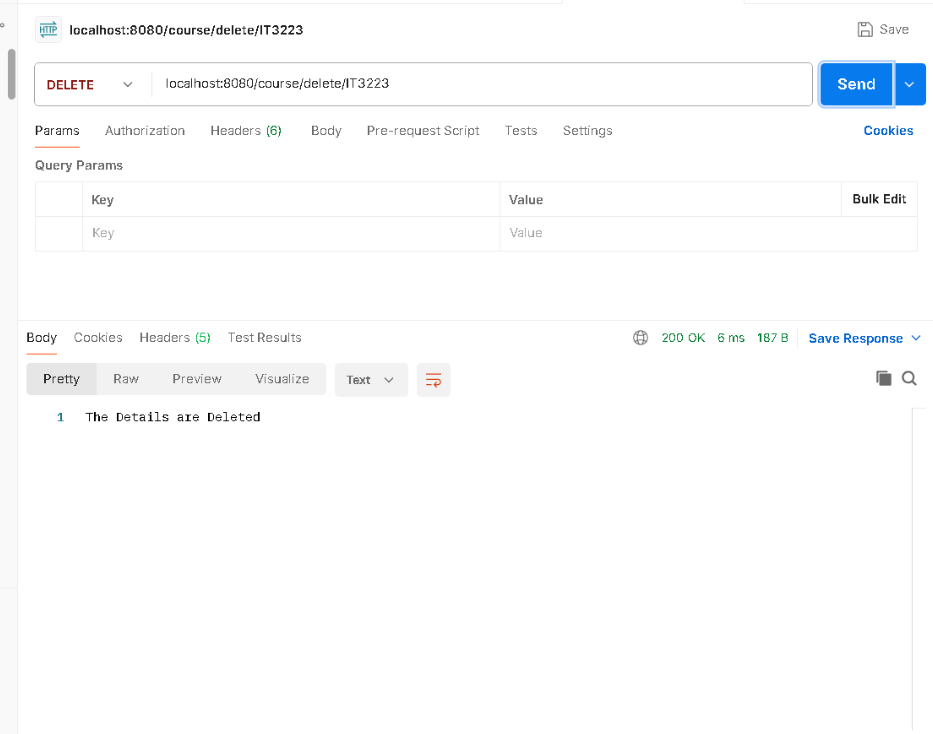 HTTP localhost:8080/course/delete/IT3223 Save
DELETE localhost:8080/course/delete/IT3223 Send
Params Authorization Headers (6) Body Pre-request Script Tests Settings Cookies
Query Params
Key Value Bulk Edit
Key Value
Body Cookies Headers (5) Test Results 200 OK 6 ms 187 B Save Response
Pretty Raw Preview Visualize Text
1 The Details are Deleted